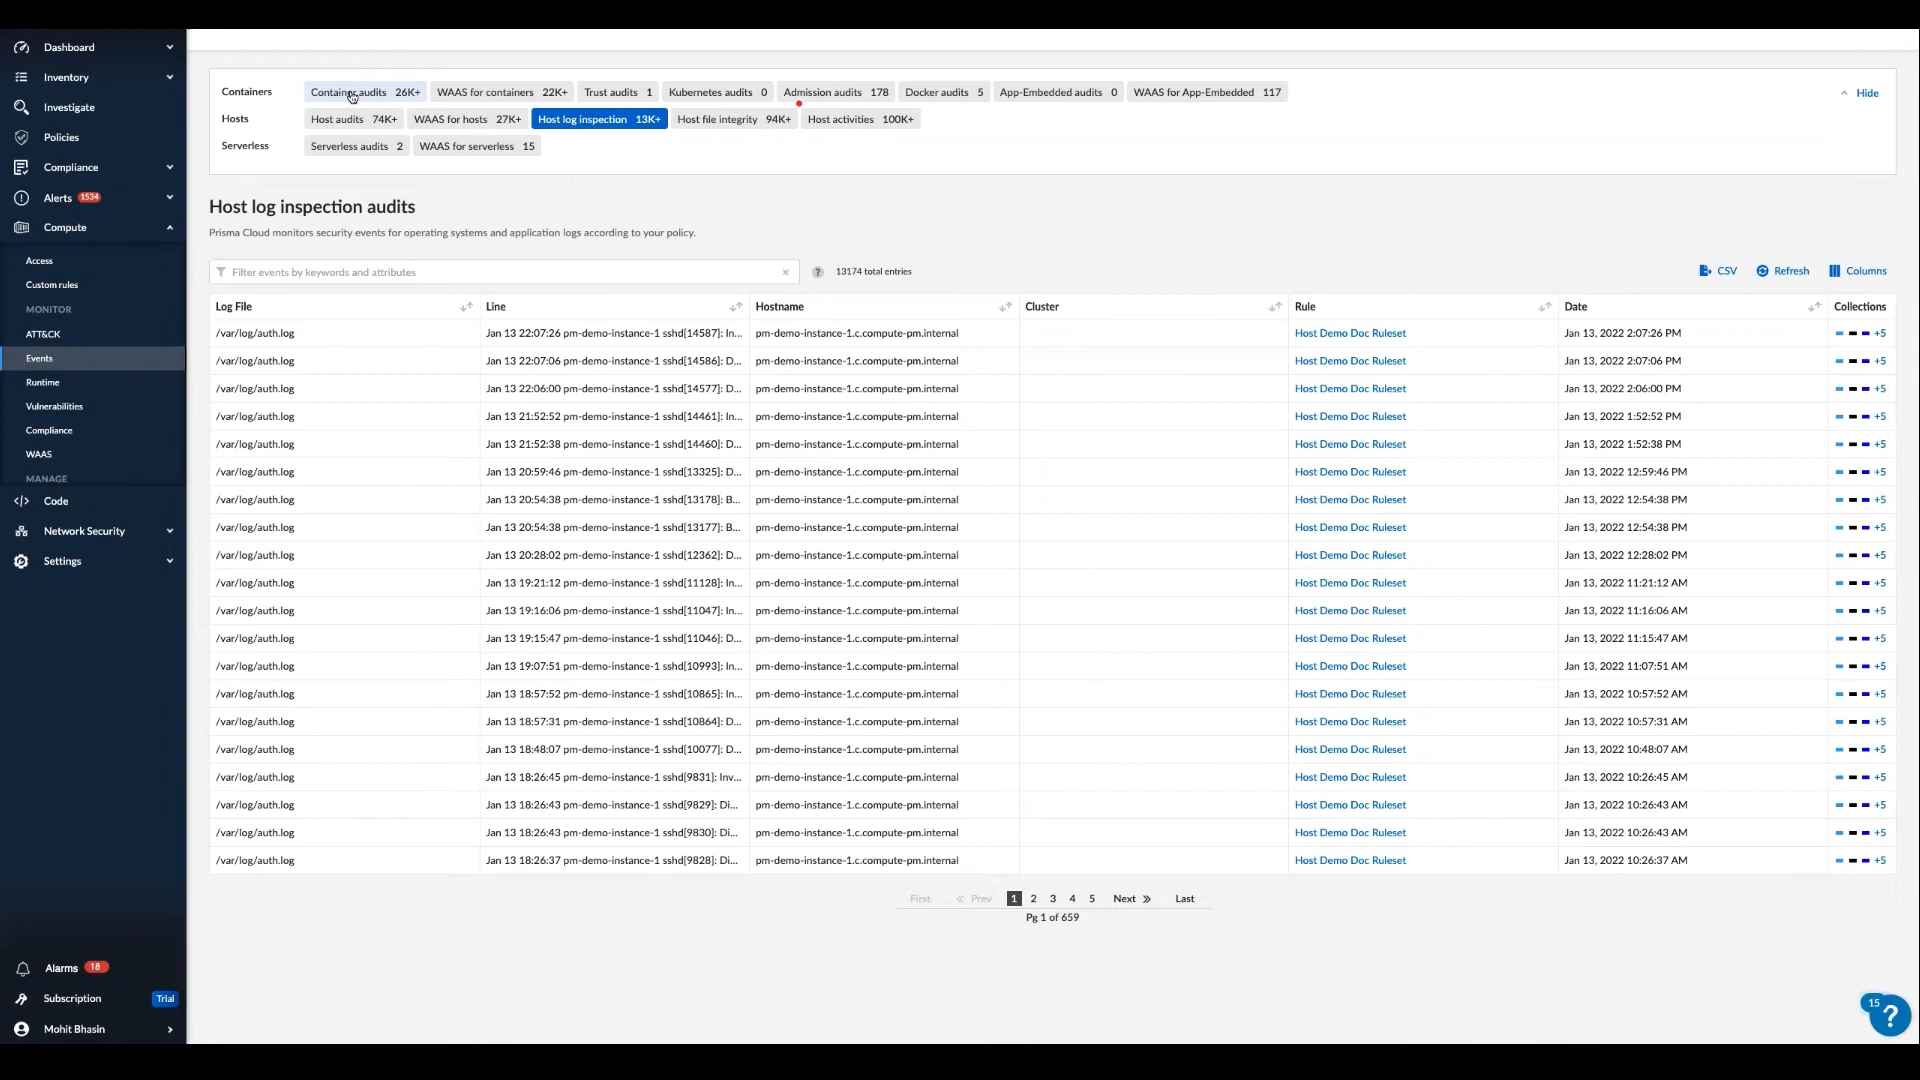 Dashboard
Inventory
Investigate
Policies
Compliance
Alerts 1534
Compute
Access
Custom rules
MONITOR
ATT&CK
Events
Runtime
Vulnerabilities
Compliance
WAAS
MANAGE
Code
Network Security
Settings
Alarms 18
Subscription Trial
Mohit Bhasin
Containers Container audits 26K+ WAAS for containers 22K+ Trust audits 1 Kubernetes audits 0 Admission audits 178 Docker audits 5 App-Embedded audits 0 WAAS for App-Embedded 117 Hide
Hosts Host audits 74K+ WAAS for hosts 27K+ Host log inspection 13K+ Host file integrity 94K+ Host activities 100K+
Serverless Serverless audits 2 WAAS for serverless 15
Host log inspection audits
Prisma Cloud monitors security events for operating systems and application logs according to your policy.
Filter events by keywords and attributes × ? 13174 total entries CSV Refresh Columns
Log File Line Hostname Cluster Rule Date Collections
/var/log/auth.log Jan 13 22:07:26 pm-demo-instance-1 sshd[14587]: In... pm-demo-instance-1.c.compute-pm.internal Host Demo Doc Ruleset Jan 13, 2022 2:07:26 PM +5
/var/log/auth.log Jan 13 22:07:06 pm-demo-instance-1 sshd[14586]: D... pm-demo-instance-1.c.compute-pm.internal Host Demo Doc Ruleset Jan 13, 2022 2:07:06 PM +5
/var/log/auth.log Jan 13 22:06:00 pm-demo-instance-1 sshd[14577]: D... pm-demo-instance-1.c.compute-pm.internal Host Demo Doc Ruleset Jan 13, 2022 2:06:00 PM +5
/var/log/auth.log Jan 13 21:52:52 pm-demo-instance-1 sshd[14461]: In... pm-demo-instance-1.c.compute-pm.internal Host Demo Doc Ruleset Jan 13, 2022 1:52:52 PM +5
/var/log/auth.log Jan 13 21:52:38 pm-demo-instance-1 sshd[14460]: D... pm-demo-instance-1.c.compute-pm.internal Host Demo Doc Ruleset Jan 13, 2022 1:52:38 PM +5
/var/log/auth.log Jan 13 20:59:46 pm-demo-instance-1 sshd[13325]: D... pm-demo-instance-1.c.compute-pm.internal Host Demo Doc Ruleset Jan 13, 2022 12:59:46 PM +5
/var/log/auth.log Jan 13 20:54:38 pm-demo-instance-1 sshd[13178]: B... pm-demo-instance-1.c.compute-pm.internal Host Demo Doc Ruleset Jan 13, 2022 12:54:38 PM +5
/var/log/auth.log Jan 13 20:54:38 pm-demo-instance-1 sshd[13177]: B... pm-demo-instance-1.c.compute-pm.internal Host Demo Doc Ruleset Jan 13, 2022 12:54:38 PM +5
/var/log/auth.log Jan 13 20:28:02 pm-demo-instance-1 sshd[12362]: D... pm-demo-instance-1.c.compute-pm.internal Host Demo Doc Ruleset Jan 13, 2022 12:28:02 PM +5
/var/log/auth.log Jan 13 19:21:12 pm-demo-instance-1 sshd[11128]: In... pm-demo-instance-1.c.compute-pm.internal Host Demo Doc Ruleset Jan 13, 2022 11:21:12 AM +5
/var/log/auth.log Jan 13 19:16:06 pm-demo-instance-1 sshd[11047]: In... pm-demo-instance-1.c.compute-pm.internal Host Demo Doc Ruleset Jan 13, 2022 11:16:06 AM +5
/var/log/auth.log Jan 13 19:15:47 pm-demo-instance-1 sshd[11046]: D... pm-demo-instance-1.c.compute-pm.internal Host Demo Doc Ruleset Jan 13, 2022 11:15:47 AM +5
/var/log/auth.log Jan 13 19:07:51 pm-demo-instance-1 sshd[10993]: In... pm-demo-instance-1.c.compute-pm.internal Host Demo Doc Ruleset Jan 13, 2022 11:07:51 AM +5
/var/log/auth.log Jan 13 18:57:52 pm-demo-instance-1 sshd[10865]: In... pm-demo-instance-1.c.compute-pm.internal Host Demo Doc Ruleset Jan 13, 2022 10:57:52 AM +5
/var/log/auth.log Jan 13 18:57:31 pm-demo-instance-1 sshd[10864]: D... pm-demo-instance-1.c.compute-pm.internal Host Demo Doc Ruleset Jan 13, 2022 10:57:31 AM +5
/var/log/auth.log Jan 13 18:48:07 pm-demo-instance-1 sshd[10077]: D... pm-demo-instance-1.c.compute-pm.internal Host Demo Doc Ruleset Jan 13, 2022 10:48:07 AM +5
/var/log/auth.log Jan 13 18:26:45 pm-demo-instance-1 sshd[9831]: Inv... pm-demo-instance-1.c.compute-pm.internal Host Demo Doc Ruleset Jan 13, 2022 10:26:45 AM +5
/var/log/auth.log Jan 13 18:26:43 pm-demo-instance-1 sshd[9829]: Di... pm-demo-instance-1.c.compute-pm.internal Host Demo Doc Ruleset Jan 13, 2022 10:26:43 AM +5
/var/log/auth.log Jan 13 18:26:43 pm-demo-instance-1 sshd[9830]: Di... pm-demo-instance-1.c.compute-pm.internal Host Demo Doc Ruleset Jan 13, 2022 10:26:43 AM +5
/var/log/auth.log Jan 13 18:26:37 pm-demo-instance-1 sshd[9828]: Di... pm-demo-instance-1.c.compute-pm.internal Host Demo Doc Ruleset Jan 13, 2022 10:26:37 AM +5
First « Prev 1 2 3 4 5 Next » Last
Pg 1 of 659
15 ?